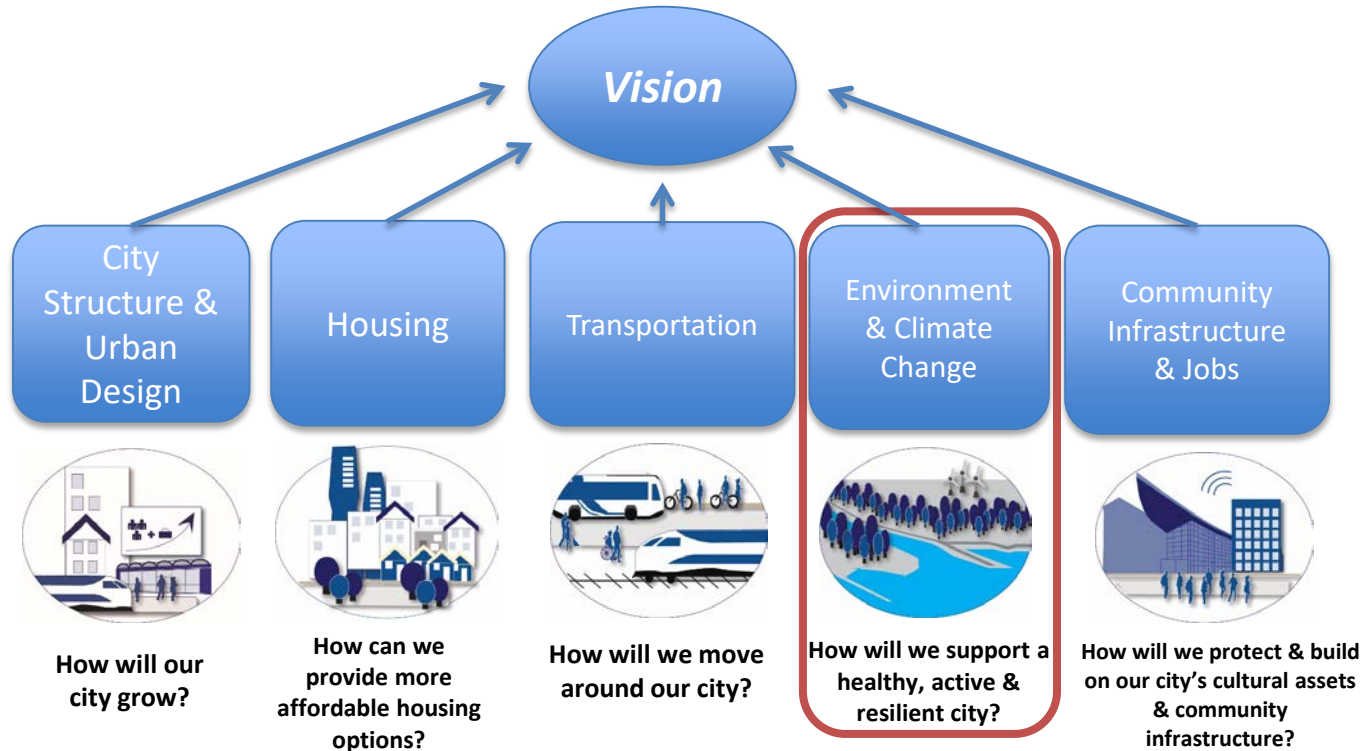 Vision
City
Structure &
Urban
Design
Housing
Transportation
Environment
& Climate
Change
Community
Infrastructure
& Jobs
How will our
city grow?
How can we
provide more
affordable housing
options?
How will we move
around our city?
How will we support a
healthy, active &
resilient city?
How will we protect & build
on our city’s cultural assets
& community
infrastructure?